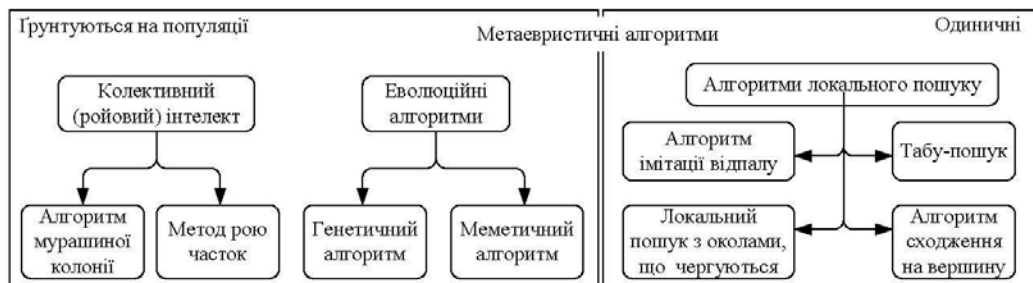 Ґрунтуються на популяції
Метаевристичні алгоритми
Одиничні
Колективний
(ройовий) інтелект
Еволюційні
алгоритми
Алгоритм
мурашиної
колонії
Метод рою
часток
Генетичний
алгоритм
Меметичний
алгоритм
Алгоритми локального пошуку
Алгоритм
імітації відпалу
Табу-пошук
Локальний
пошук з околами,
що чергуються
Алгоритм
сходження
на вершину